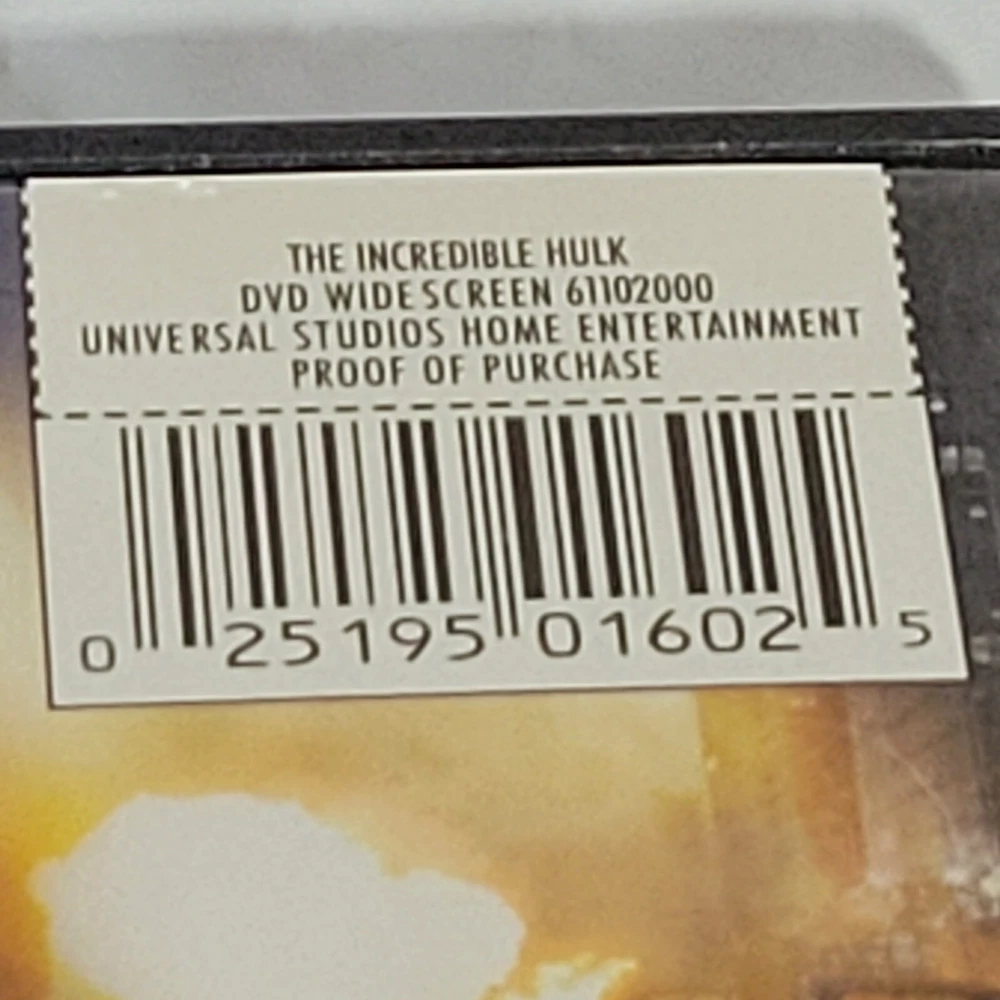 THE INCREDIBLE HULK
DVD WIDESCREEN 61102000
UNIVERSAL STUDIOS HOME ENTERTAINMENT
PROOF OF PURCHASE
0 25195 01602 5